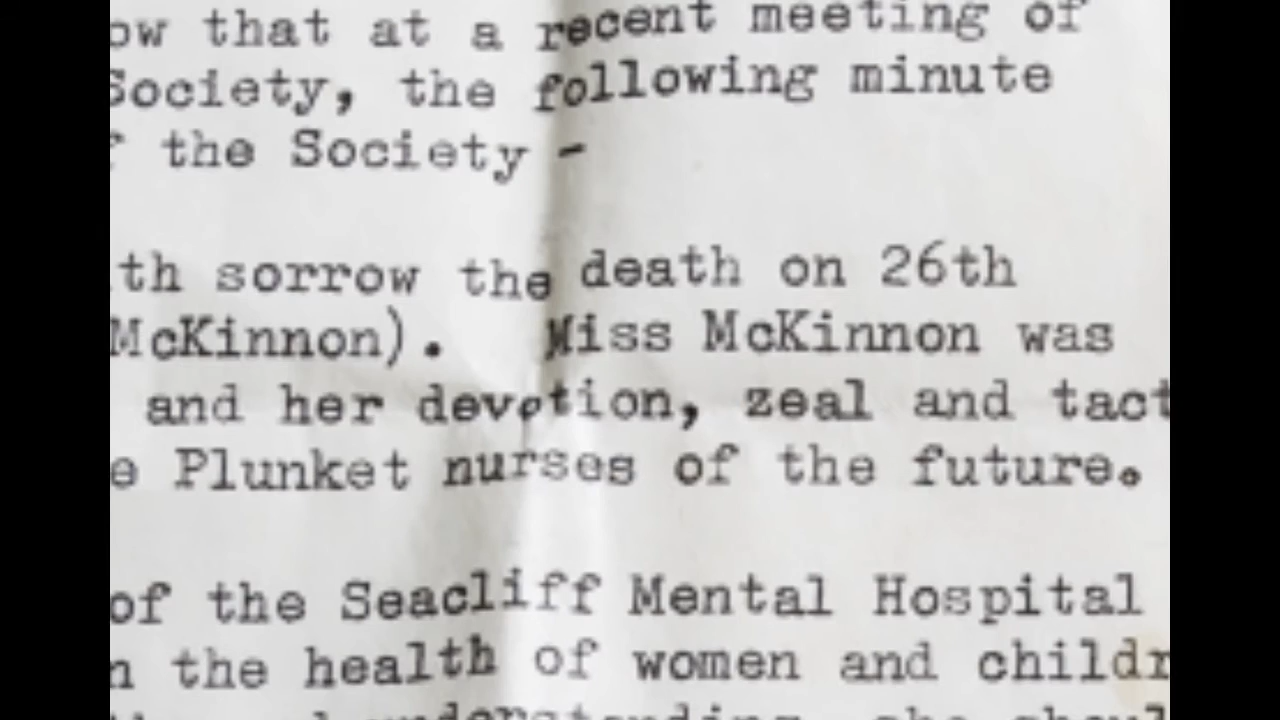 ow that at a recent meeting of
Society, the following minute
f the Society -
th sorrow the death on 26th
McKinnon). Miss McKinnon was
and her devotion, zeal and tact
e Plunket nurses of the future.
of the Seacliff Mental Hospital
n the health of women and childr
understanding, she